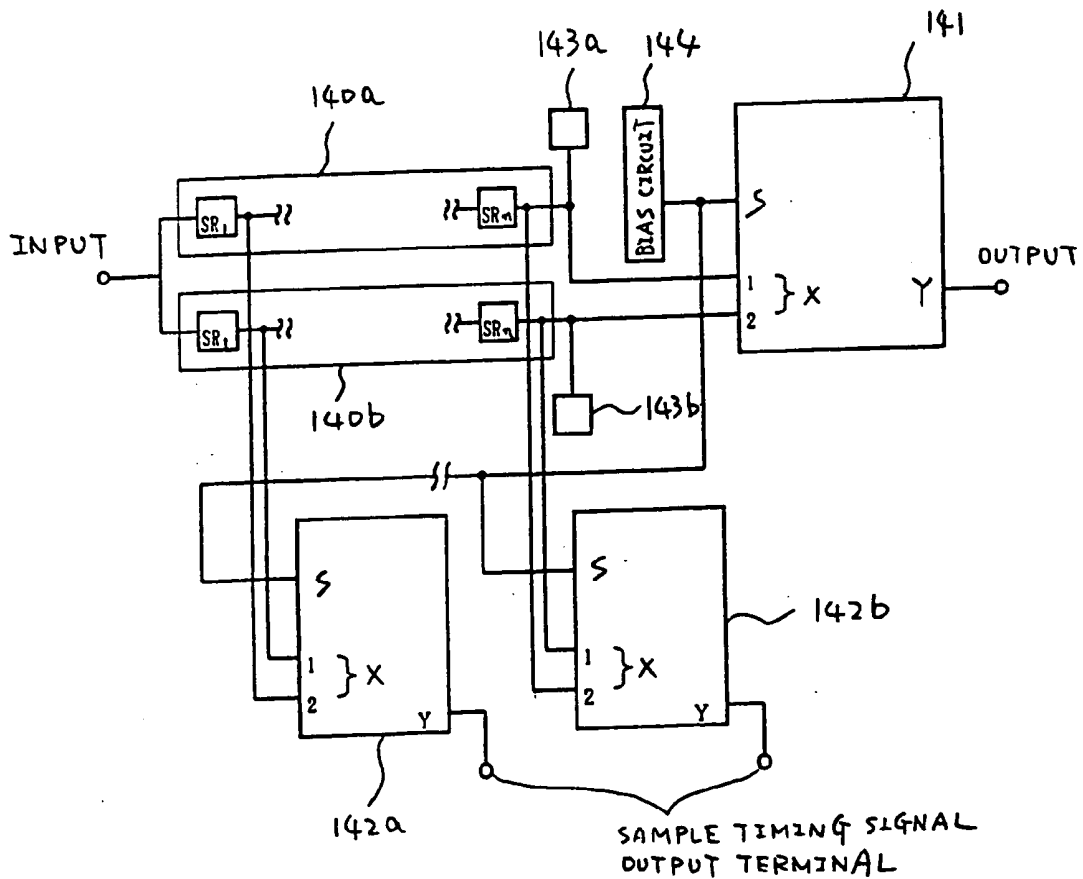 143a
144
141
140a
BIAS CIRCUIT
SR1
SRn
S
INPUT
1
2
} X
Y
OUTPUT
SR1
SRn
140b
143b
S
1
2
} X
Y
142a
S
1
2
} X
Y
142b
SAMPLE TIMING SIGNAL
OUTPUT TERMINAL